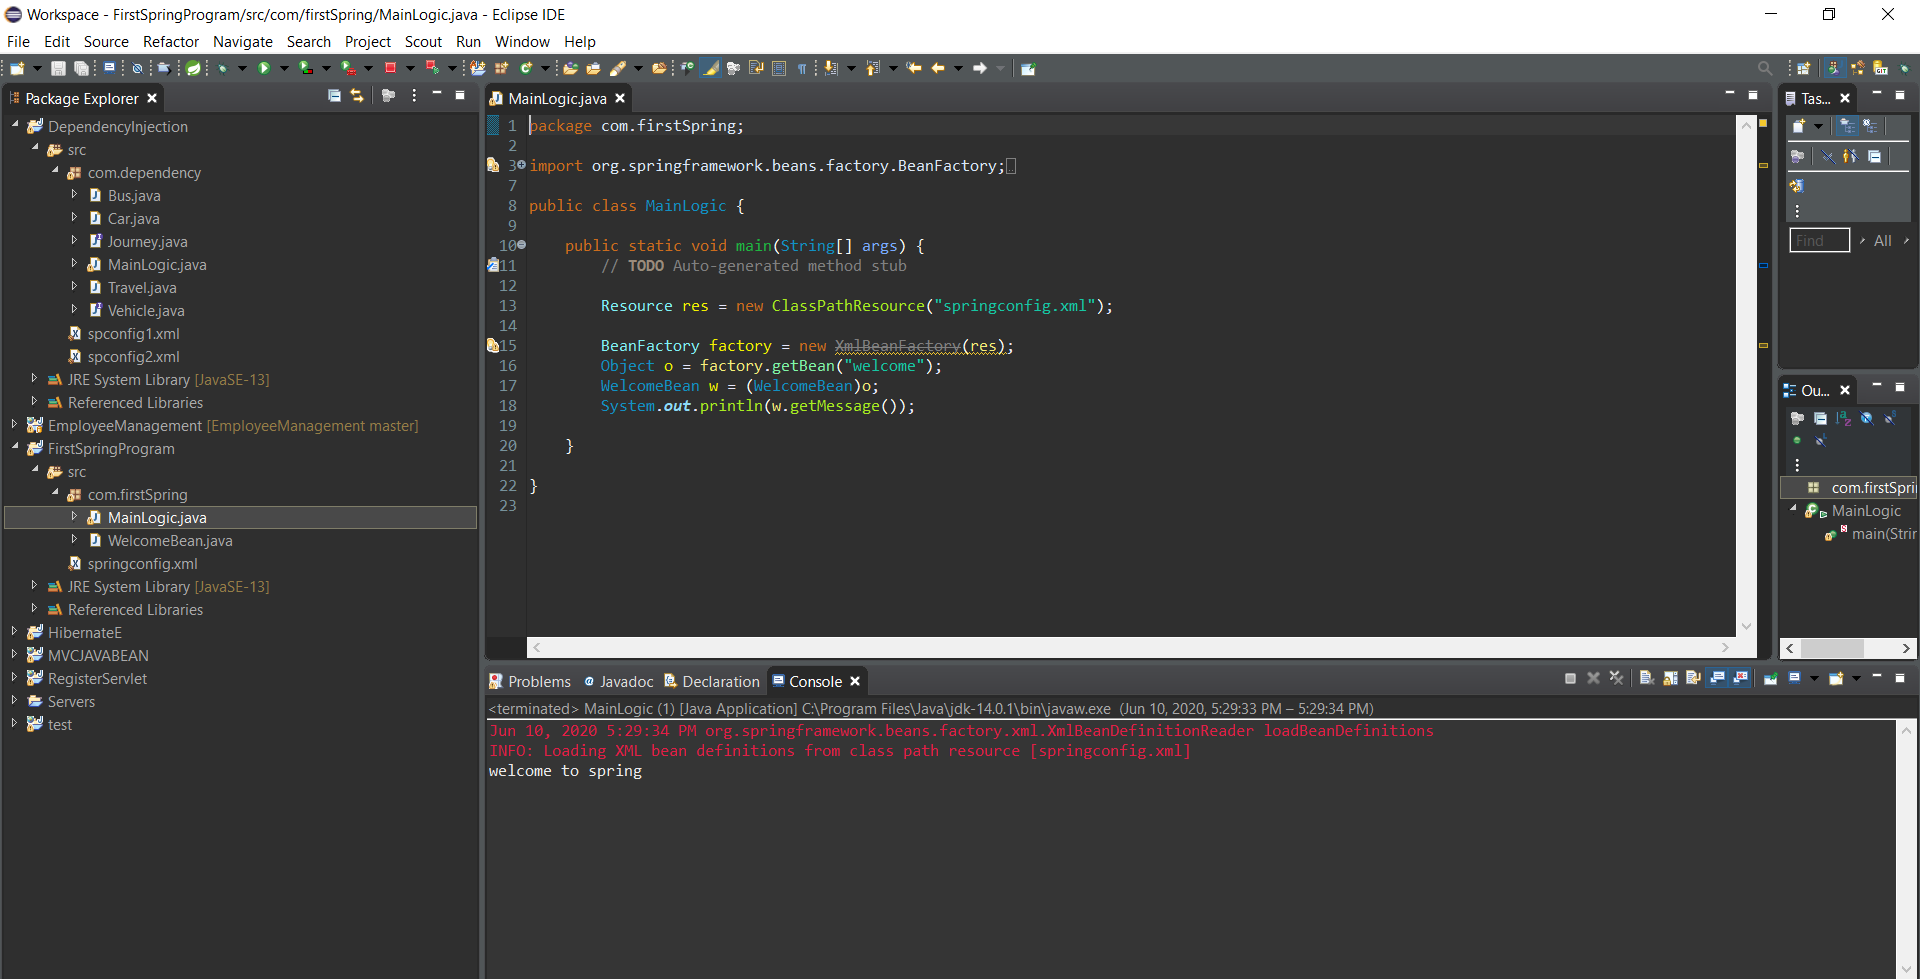 Workspace - FirstSpringProgram/src/com/firstSpring/MainLogic.java - Eclipse IDE
File Edit Source Refactor Navigate Search Project Scout Run Window Help
Package Explorer
DependencyInjection
src
com.dependency
Bus.java
Car.java
Journey.java
MainLogic.java
Travel.java
Vehicle.java
spconfig1.xml
spconfig2.xml
JRE System Library [JavaSE-13]
Referenced Libraries
EmployeeManagement [EmployeeManagement master]
FirstSpringProgram
src
com.firstSpring
MainLogic.java
WelcomeBean.java
springconfig.xml
JRE System Library [JavaSE-13]
Referenced Libraries
HibernateE
MVCJAVABEAN
RegisterServlet
Servers
test
MainLogic.java
1 package com.firstSpring;
2
3 import org.springframework.beans.factory.BeanFactory;
7
8 public class MainLogic {
9
10 public static void main(String[] args) {
11 // TODO Auto-generated method stub
12
13 Resource res = new ClassPathResource("springconfig.xml");
14
15 BeanFactory factory = new XmlBeanFactory(res);
16 Object o = factory.getBean("welcome");
17 WelcomeBean w = (WelcomeBean)o;
18 System.out.println(w.getMessage());
19
20 }
21
22 }
23
Tas...
Find All
Ou...
com.firstSpri
MainLogic
main(Strir
Problems Javadoc Declaration Console
<terminated> MainLogic (1) [Java Application] C:\Program Files\Java\jdk-14.0.1\bin\javaw.exe (Jun 10, 2020, 5:29:33 PM – 5:29:34 PM)
Jun 10, 2020 5:29:34 PM org.springframework.beans.factory.xml.XmlBeanDefinitionReader loadBeanDefinitions
INFO: Loading XML bean definitions from class path resource [springconfig.xml]
welcome to spring